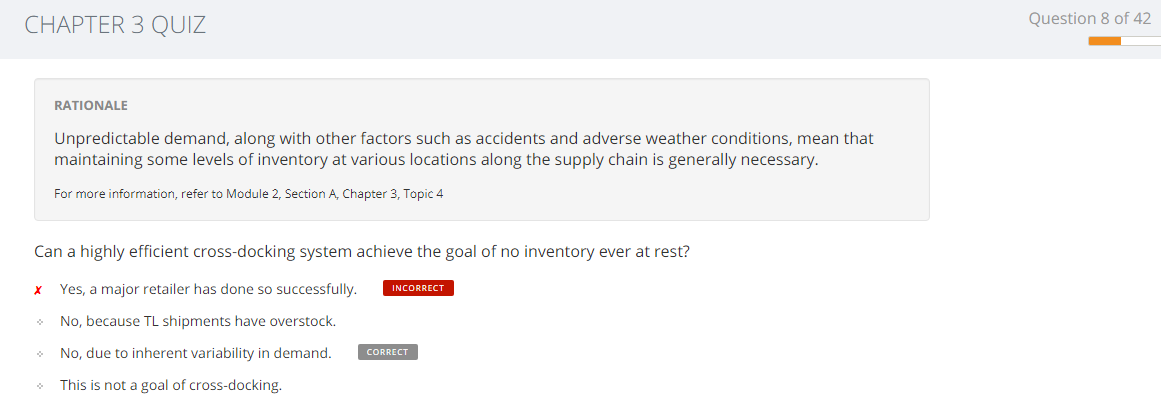 CHAPTER 3 QUIZ
Question 8 of 42
RATIONALE
Unpredictable demand, along with other factors such as accidents and adverse weather conditions, mean that
maintaining some levels of inventory at various locations along the supply chain is generally necessary.
For more information, refer to Module 2, Section A, Chapter 3, Topic 4
Can a highly efficient cross-docking system achieve the goal of no inventory ever at rest?
✗ Yes, a major retailer has done so successfully. INCORRECT
No, because TL shipments have overstock.
No, due to inherent variability in demand. CORRECT
This is not a goal of cross-docking.